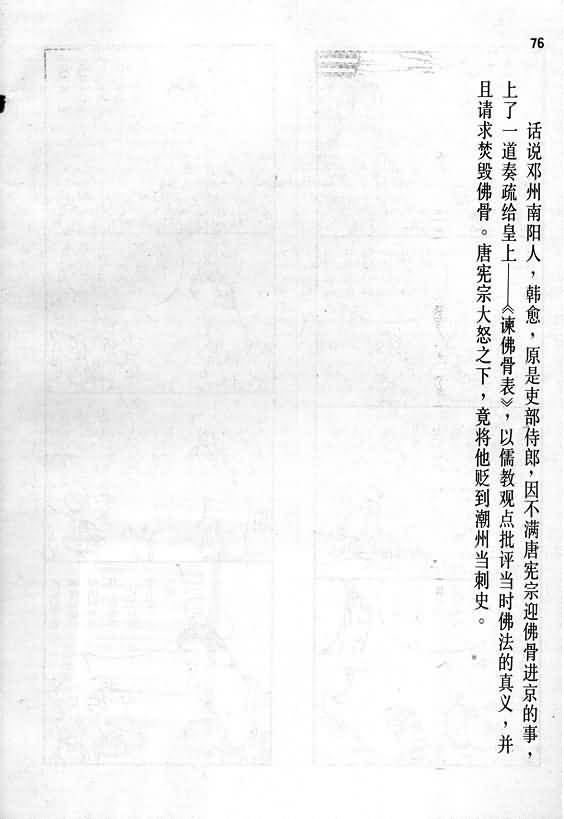 76
话说邓州南阳人，韩愈，原是吏部侍郎，因不满唐宪宗迎佛骨进京的事，
上了一道奏疏给皇上——《谏佛骨表》，以儒教观点批评当时佛法的真义，并
且请求焚毁佛骨。唐宪宗大怒之下，竟将他贬到潮州当刺史。